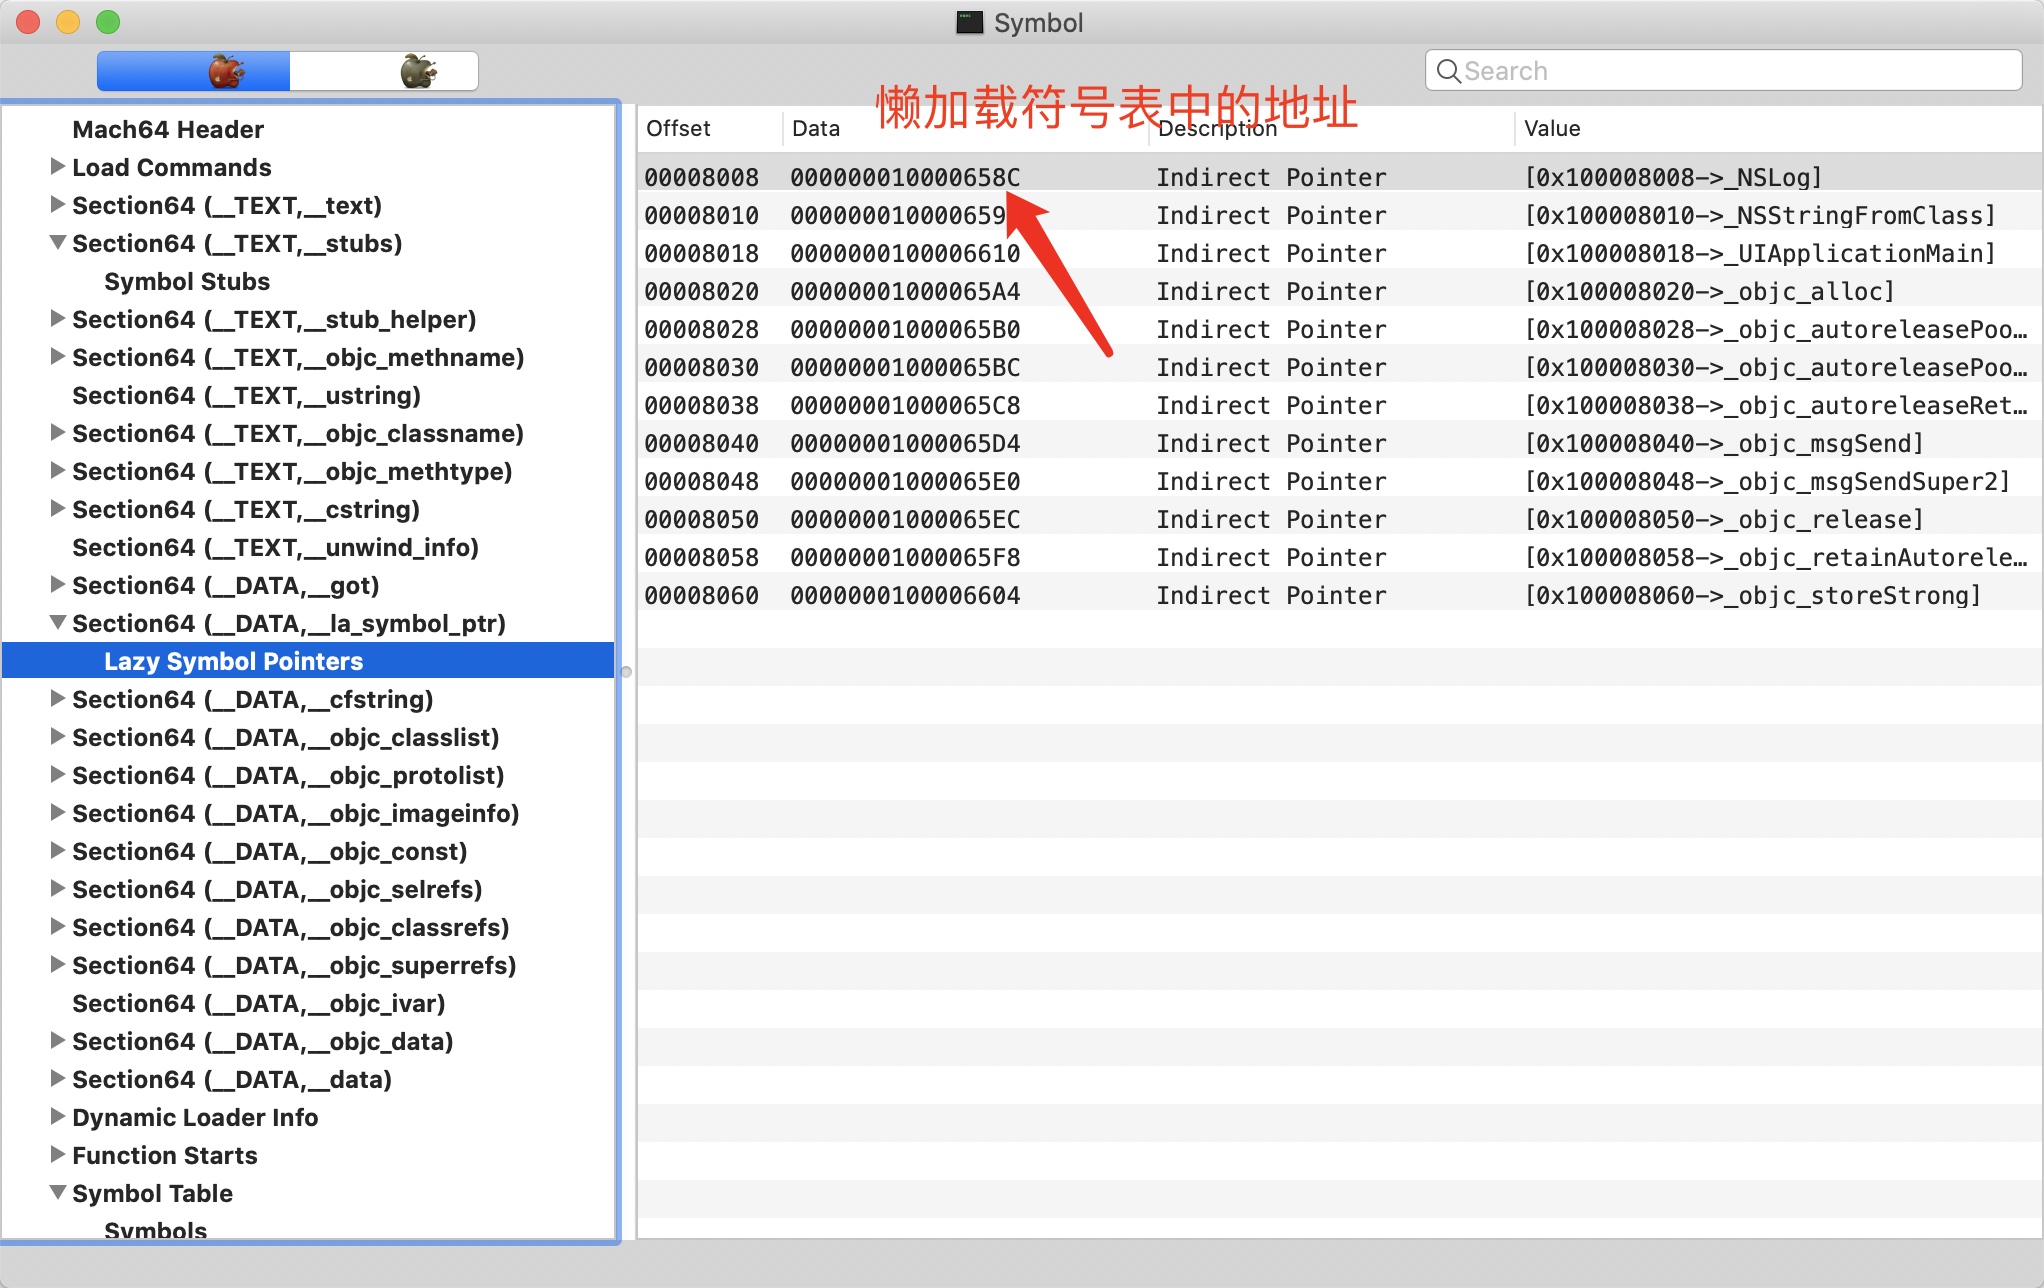 Symbol
Search
懒加载符号表中的地址
Mach64 Header
Load Commands
Section64 (__TEXT,__text)
Section64 (__TEXT,__stubs)
Symbol Stubs
Section64 (__TEXT,__stub_helper)
Section64 (__TEXT,__objc_methname)
Section64 (__TEXT,__ustring)
Section64 (__TEXT,__objc_classname)
Section64 (__TEXT,__objc_methtype)
Section64 (__TEXT,__cstring)
Section64 (__TEXT,__unwind_info)
Section64 (__DATA,__got)
Section64 (__DATA,__la_symbol_ptr)
Lazy Symbol Pointers
Section64 (__DATA,__cfstring)
Section64 (__DATA,__objc_classlist)
Section64 (__DATA,__objc_protolist)
Section64 (__DATA,__objc_imageinfo)
Section64 (__DATA,__objc_const)
Section64 (__DATA,__objc_selrefs)
Section64 (__DATA,__objc_classrefs)
Section64 (__DATA,__objc_superrefs)
Section64 (__DATA,__objc_ivar)
Section64 (__DATA,__objc_data)
Section64 (__DATA,__data)
Dynamic Loader Info
Function Starts
Symbol Table
Symbols
Offset Data Description Value
00008008 000000010000658C Indirect Pointer [0x100008008->_NSLog]
00008010 000000010000659 Indirect Pointer [0x100008010->_NSStringFromClass]
00008018 0000000100006610 Indirect Pointer [0x100008018->_UIApplicationMain]
00008020 00000001000065A4 Indirect Pointer [0x100008020->_objc_alloc]
00008028 00000001000065B0 Indirect Pointer [0x100008028->_objc_autoreleasePoo…
00008030 00000001000065BC Indirect Pointer [0x100008030->_objc_autoreleasePoo…
00008038 00000001000065C8 Indirect Pointer [0x100008038->_objc_autoreleaseRet…
00008040 00000001000065D4 Indirect Pointer [0x100008040->_objc_msgSend]
00008048 00000001000065E0 Indirect Pointer [0x100008048->_objc_msgSendSuper2]
00008050 00000001000065EC Indirect Pointer [0x100008050->_objc_release]
00008058 00000001000065F8 Indirect Pointer [0x100008058->_objc_retainAutorele…
00008060 0000000100006604 Indirect Pointer [0x100008060->_objc_storeStrong]